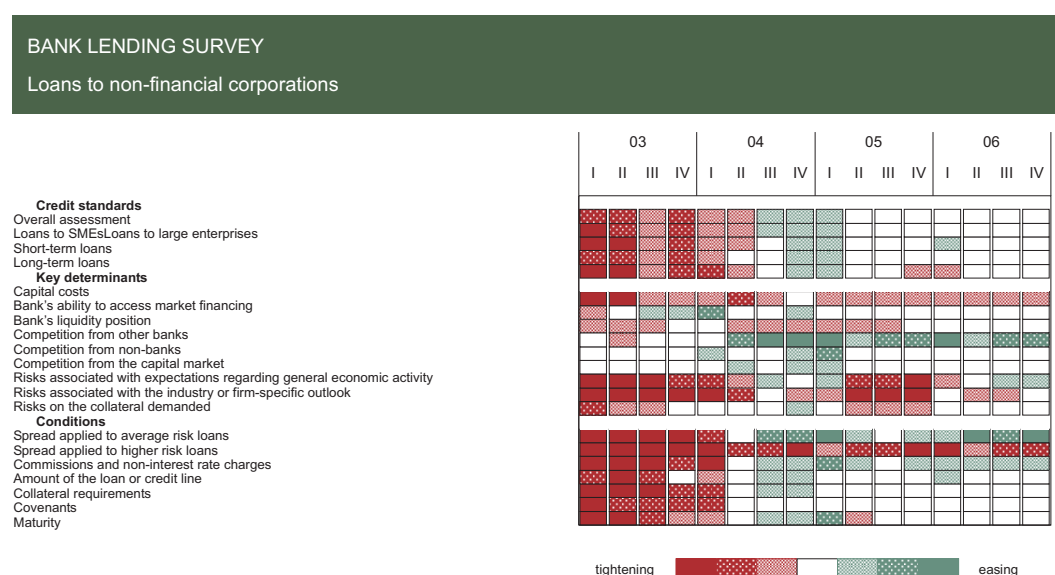 BANK LENDING SURVEY
Loans to non-financial corporations
03 04 05 06
I II III IV I II III IV I II III IV I II III IV
Credit standards
Overall assessment
Loans to SMEsLoans to large enterprises
Short-term loans
Long-term loans
Key determinants
Capital costs
Bank's ability to access market financing
Bank's liquidity position
Competition from other banks
Competition from non-banks
Competition from the capital market
Risks associated with expectations regarding general economic activity
Risks associated with the industry or firm-specific outlook
Risks on the collateral demanded
Conditions
Spread applied to average risk loans
Spread applied to higher risk loans
Commissions and non-interest rate charges
Amount of the loan or credit line
Collateral requirements
Covenants
Maturity
tightening easing